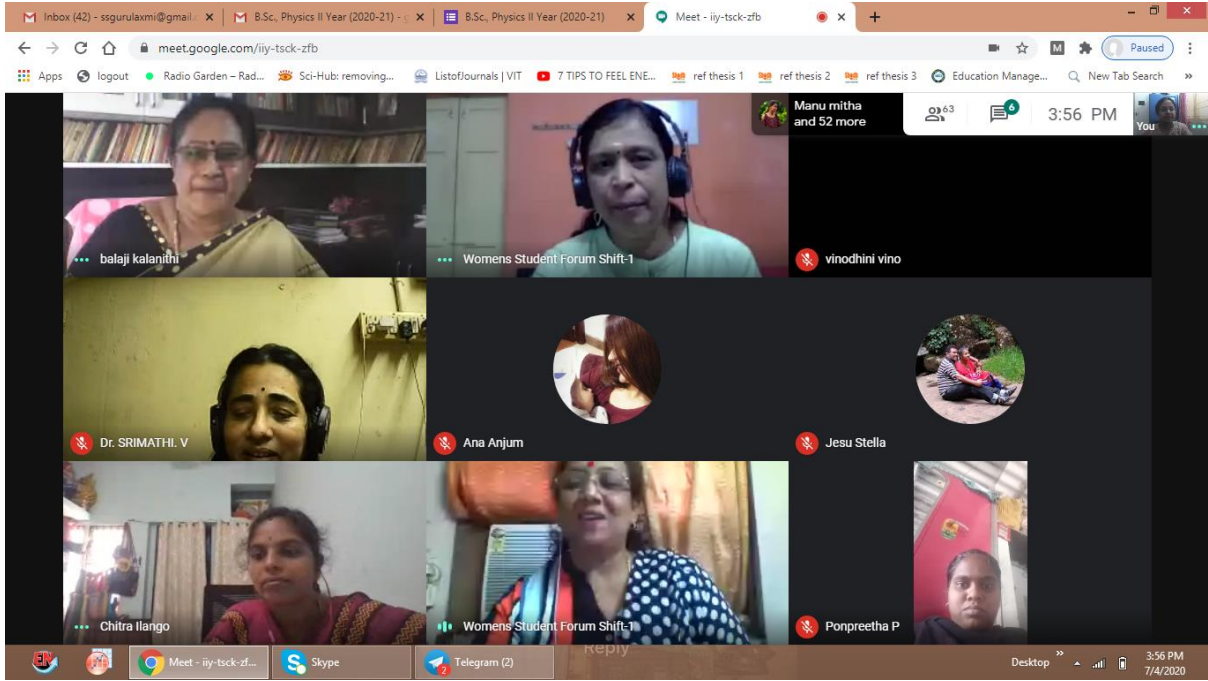 Inbox (42) - ssgurulaxmi@gmail.
B.Sc., Physics II Year (2020-21) - g
B.Sc., Physics II Year (2020-21)
Meet - iiy-tsck-zfb
meet.google.com/iiy-tsck-zfb
M
Paused
Apps
logout
Radio Garden – Rad...
Sci-Hub: removing...
ListofJournals | VIT
7 TIPS TO FEEL ENE...
ref thesis 1
ref thesis 2
ref thesis 3
Education Manage...
New Tab Search
»
Manu mitha
and 52 more
63
6
3:56 PM
You
balaji kalanithi
Womens Student Forum Shift-1
vinodhini vino
Dr. SRIMATHI. V
Ana Anjum
Jesu Stella
Chitra Ilango
Womens Student Forum Shift-1
Ponpreetha P
Reply
Meet - iiy-tsck-zf...
Skype
Telegram (2)
2
Desktop
»
3:56 PM
7/4/2020